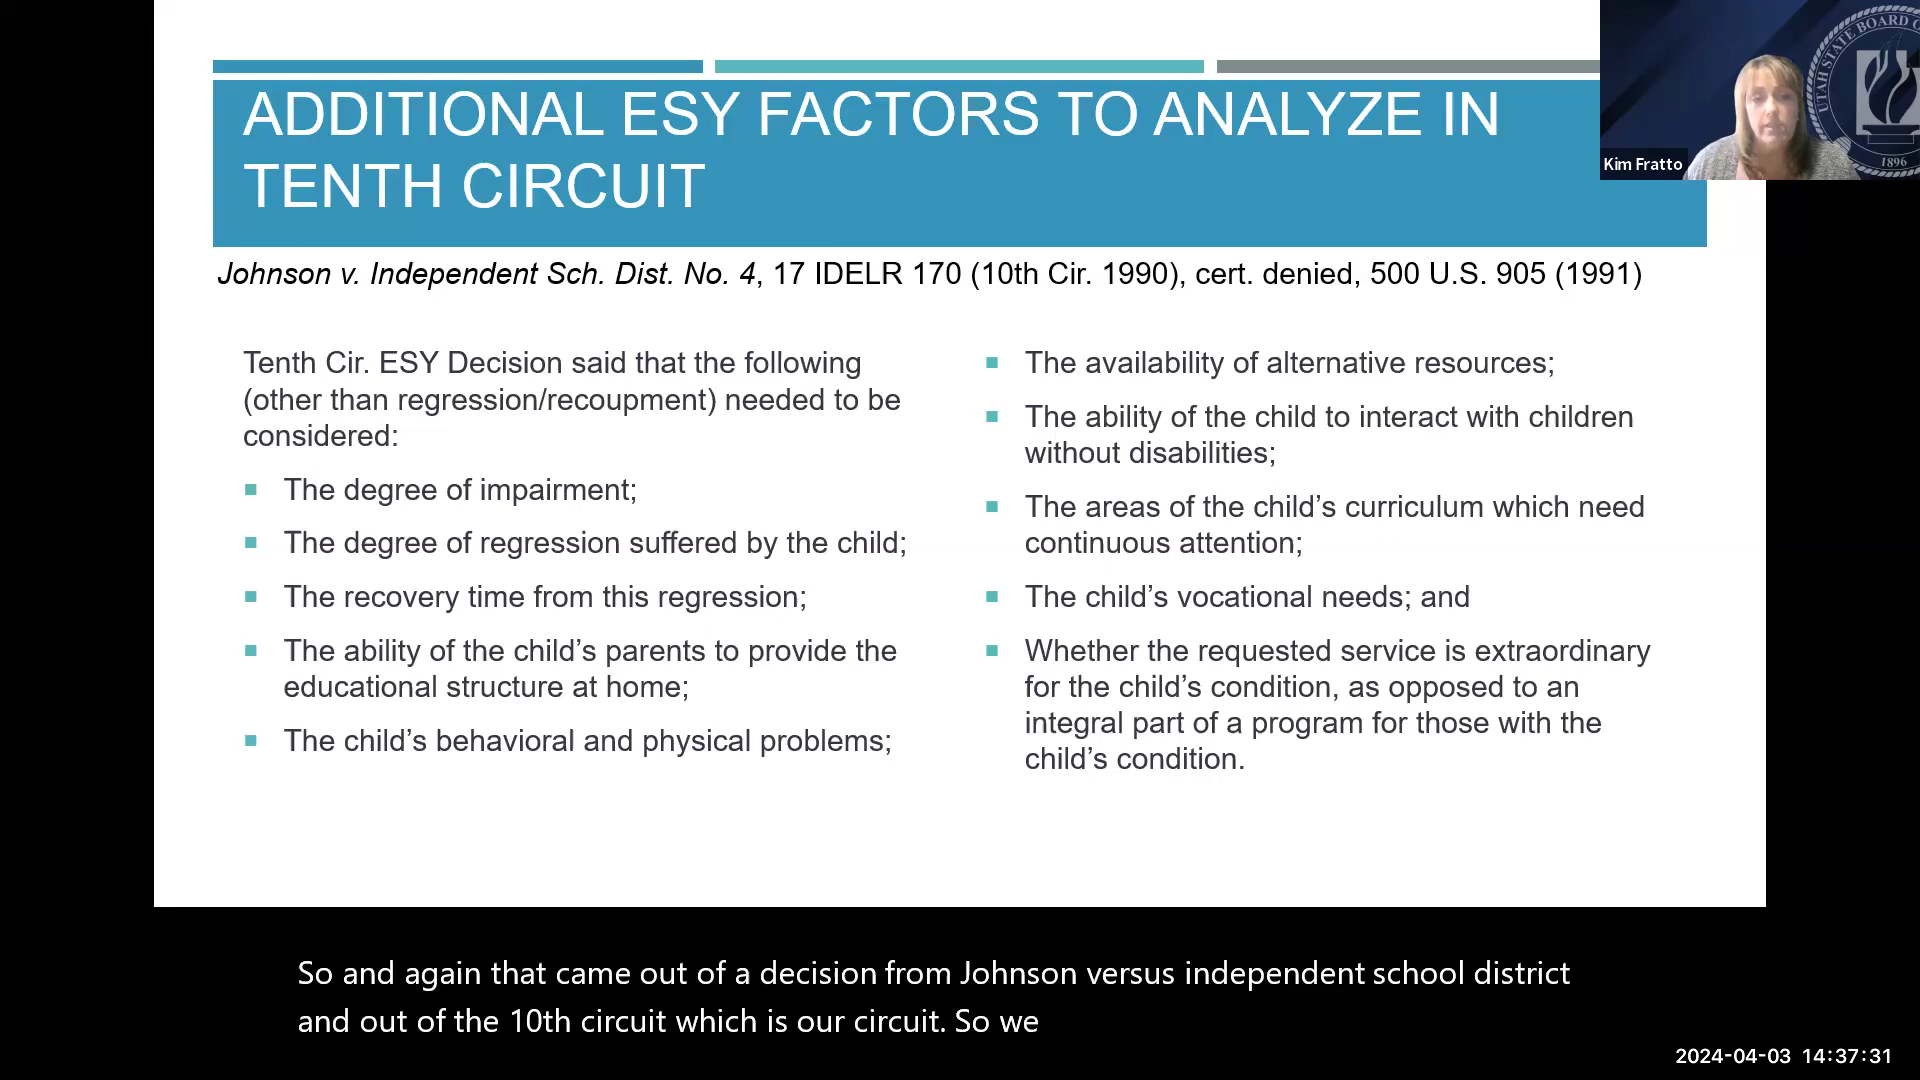 ADDITIONAL ESY FACTORS TO ANALYZE IN
TENTH CIRCUIT
Kim Fratto
UTAH STATE BOARD O
1896
Johnson v. Independent Sch. Dist. No. 4, 17 IDELR 170 (10th Cir. 1990), cert. denied, 500 U.S. 905 (1991)
Tenth Cir. ESY Decision said that the following
(other than regression/recoupment) needed to be
considered:
The degree of impairment;
The degree of regression suffered by the child;
The recovery time from this regression;
The ability of the child’s parents to provide the
educational structure at home;
The child’s behavioral and physical problems;
The availability of alternative resources;
The ability of the child to interact with children
without disabilities;
The areas of the child’s curriculum which need
continuous attention;
The child’s vocational needs; and
Whether the requested service is extraordinary
for the child’s condition, as opposed to an
integral part of a program for those with the
child’s condition.
So and again that came out of a decision from Johnson versus independent school district
and out of the 10th circuit which is our circuit. So we
2024-04-03 14:37:31